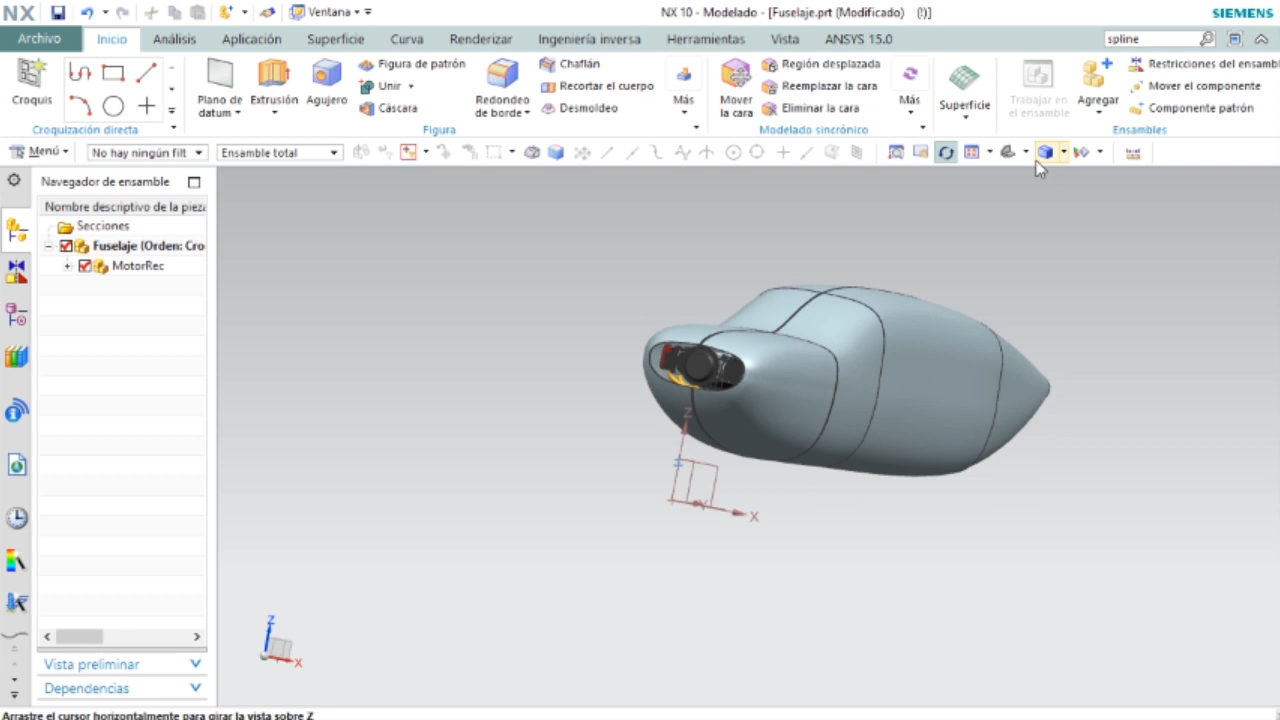 NX
Ventana
NX 10 - Modelado - [Fuselaje.prt (Modificado) (!)]
SIEMENS
Archivo
Inicio
Análisis
Aplicación
Superficie
Curva
Renderizar
Ingeniería inversa
Herramientas
Vista
ANSYS 15.0
spline
Croquis
Croquización directa
Plano de datum
Extrusión
Agujero
Figura de patrón
Unir
Cáscara
Redondeo de borde
Chaflán
Recortar el cuerpo
Desmoldeo
Más
Figura
Mover la cara
Región desplazada
Reemplazar la cara
Eliminar la cara
Más
Modelado sincrónico
Superficie
Trabajar en el ensamble
Agregar
Restricciones del ensambl
Mover el componente
Componente patrón
Ensambles
Menú
No hay ningún filt
Ensamble total
Navegador de ensamble
Nombre descriptivo de la pieza
Secciones
Fuselaje (Orden: Cro
MotorRec
Z
X
Z
X
Vista preliminar
Dependencias
Arrastre el cursor horizontalmente para girar la vista sobre Z